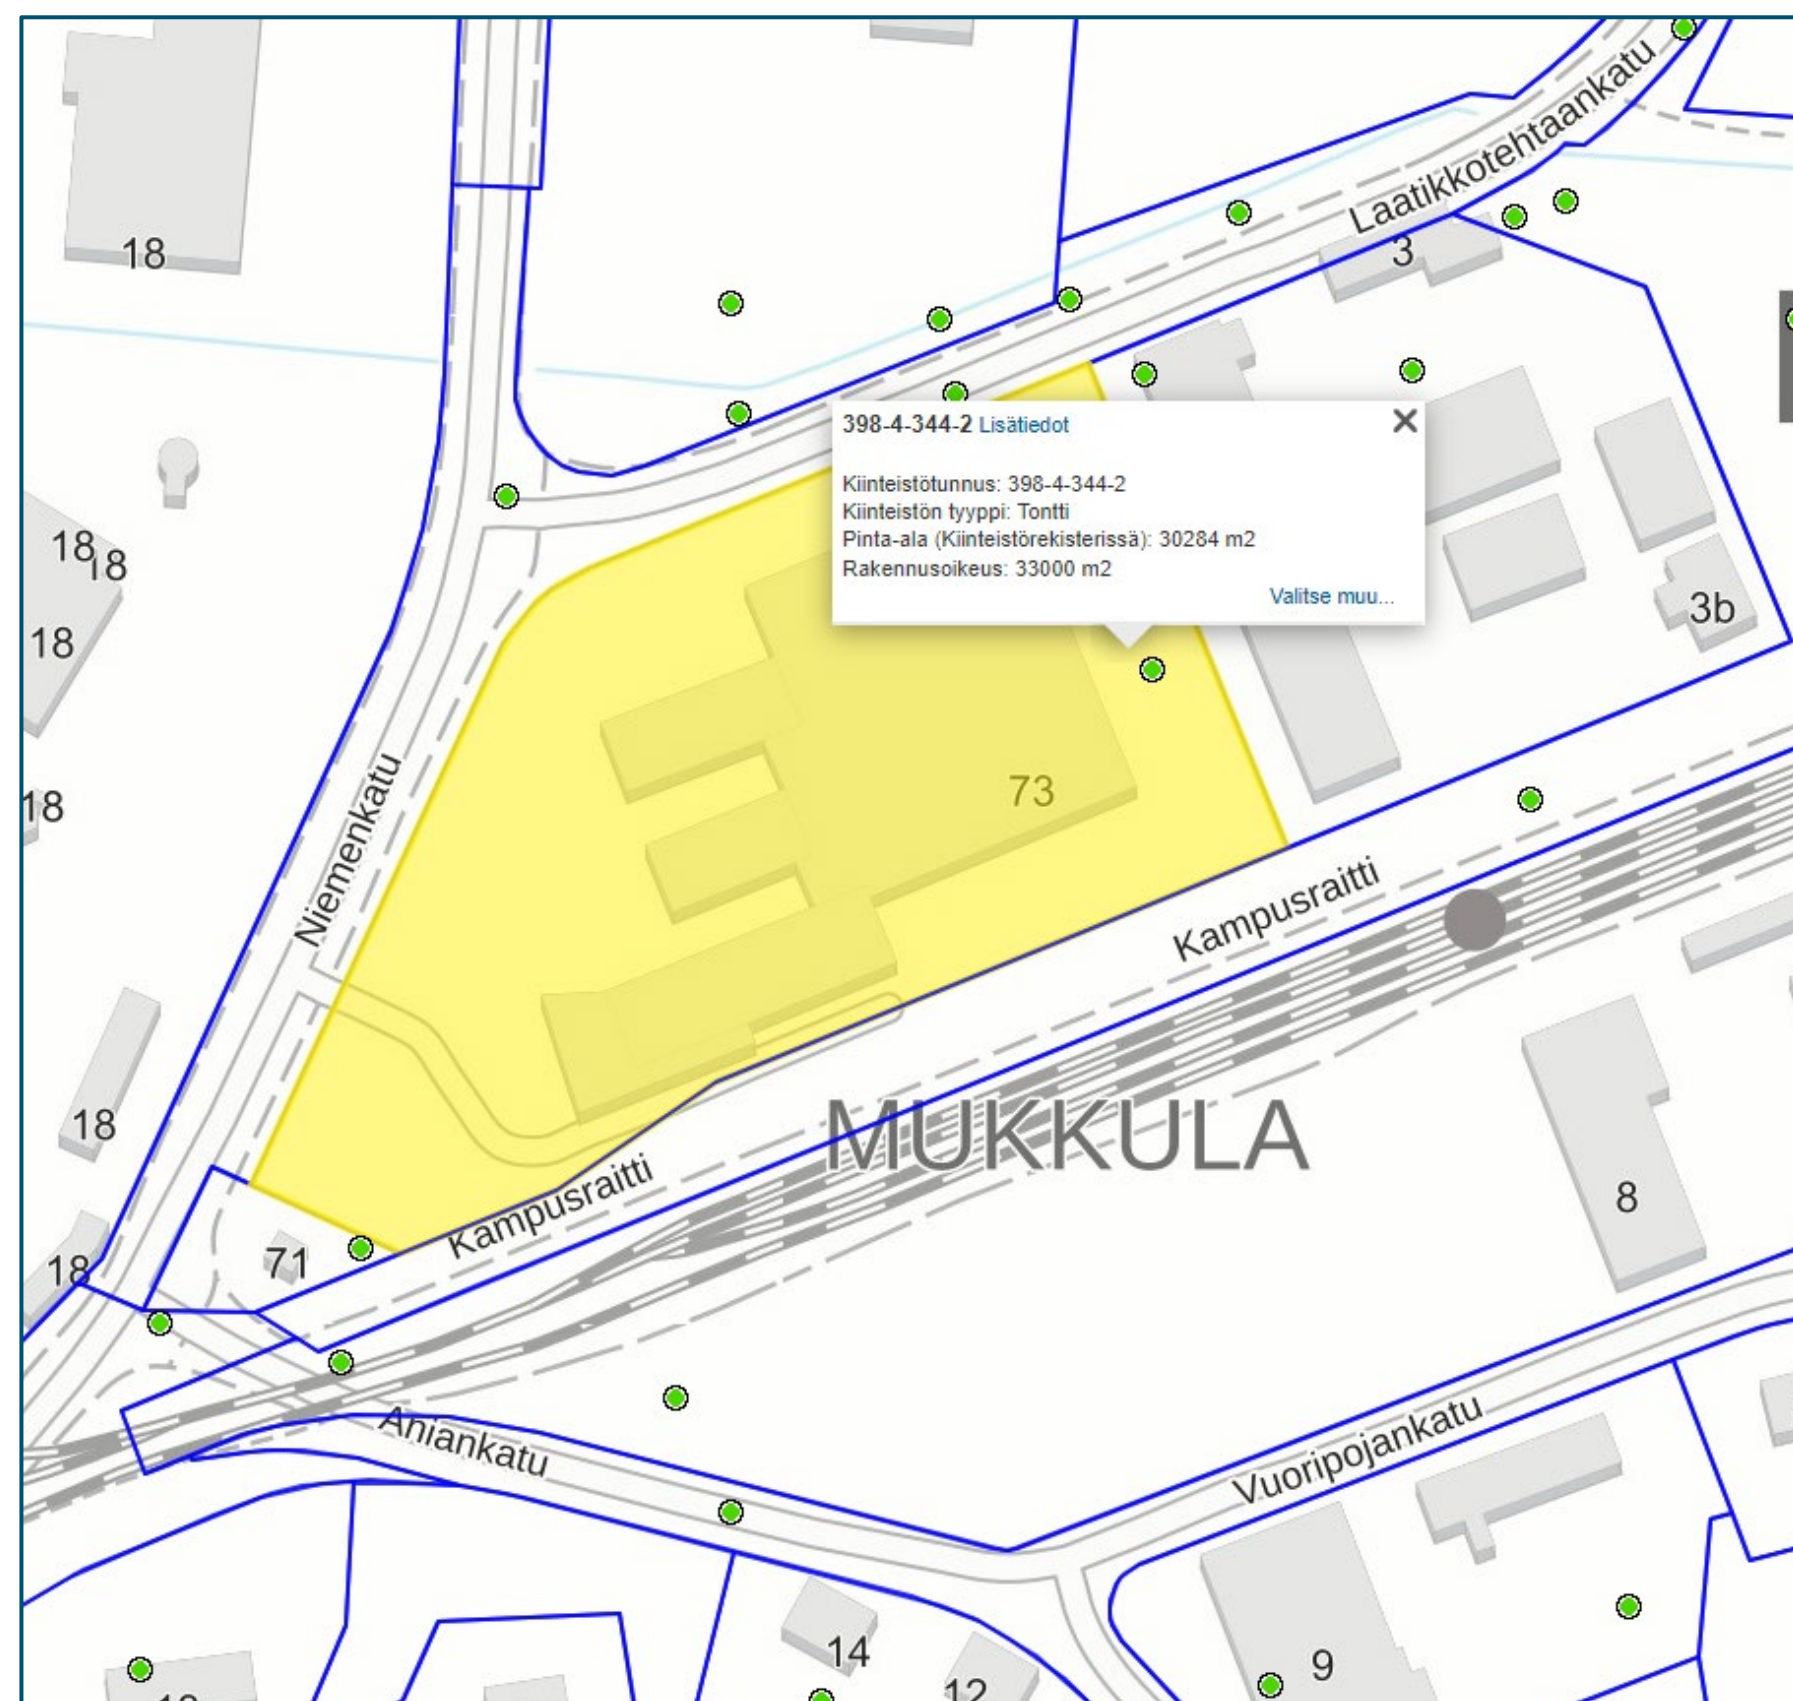 Laatikkotehtaankatu
18
3
398-4-344-2 Lisätiedot
Kiinteistötunnus: 398-4-344-2
Kiinteistön tyyppi: Tontti
Pinta-ala (Kiinteistörekisterissä): 30284 m2
Rakennusoikeus: 33000 m2
Valitse muu...
18
18
3b
18
73
18
Niemenkatu
Kampusraitti
18
MUKKULA
8
Kampusraitti
71
18
Aniankatu
Vuoripojankatu
14
9
12